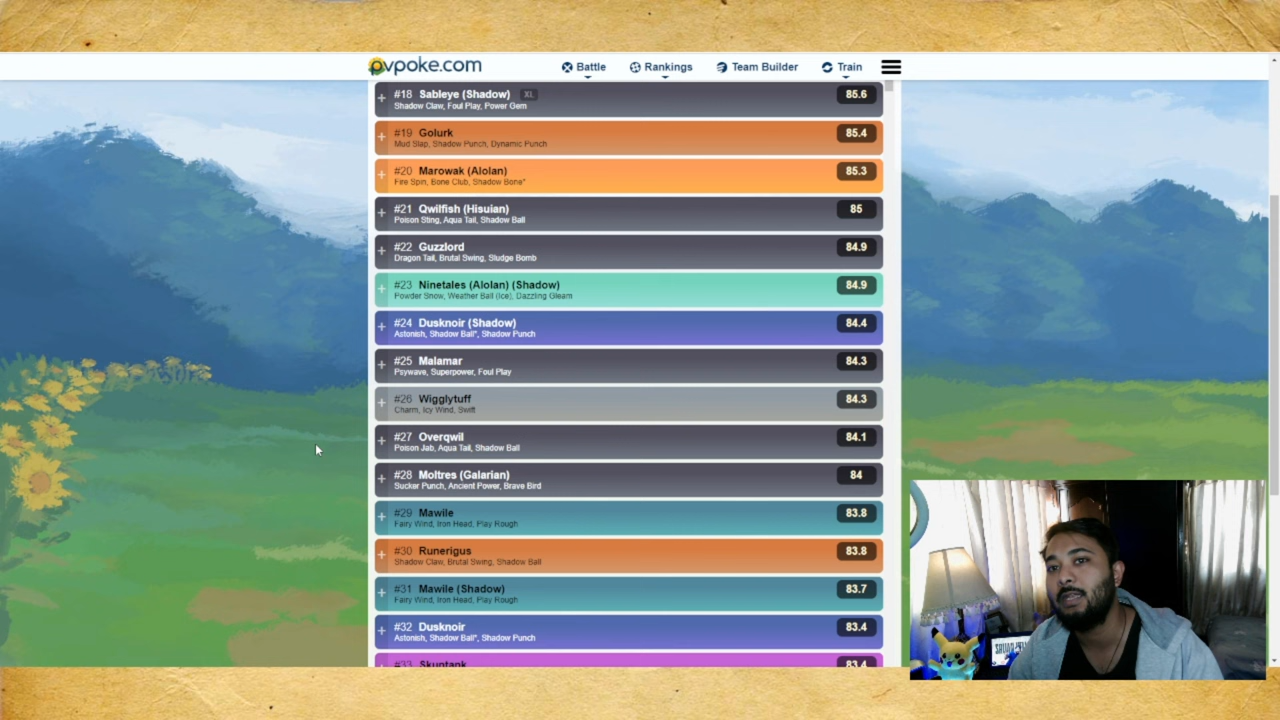 pvpoke.com
Battle
Rankings
Team Builder
Train
#18 Sableye (Shadow) XL 85.6
Shadow Claw, Foul Play, Power Gem
#19 Golurk 85.4
Mud Slap, Shadow Punch, Dynamic Punch
#20 Marowak (Alolan) 85.3
Fire Spin, Bone Club, Shadow Bone*
#21 Qwilfish (Hisuian) 85
Poison Sting, Aqua Tail, Shadow Ball
#22 Guzzlord 84.9
Dragon Tail, Brutal Swing, Sludge Bomb
#23 Ninetales (Alolan) (Shadow) 84.9
Powder Snow, Weather Ball (Ice), Dazzling Gleam
#24 Dusknoir (Shadow) 84.4
Astonish, Shadow Ball*, Shadow Punch
#25 Malamar 84.3
Psywave, Superpower, Foul Play
#26 Wigglytuff 84.3
Charm, Icy Wind, Swift
#27 Overqwil 84.1
Poison Jab, Aqua Tail, Shadow Ball
#28 Moltres (Galarian) 84
Sucker Punch, Ancient Power, Brave Bird
#29 Mawile 83.8
Fairy Wind, Iron Head, Play Rough
#30 Runerigus 83.8
Shadow Claw, Brutal Swing, Shadow Ball
#31 Mawile (Shadow) 83.7
Fairy Wind, Iron Head, Play Rough
#32 Dusknoir 83.4
Astonish, Shadow Ball*, Shadow Punch
#33 Skuntank 83.4